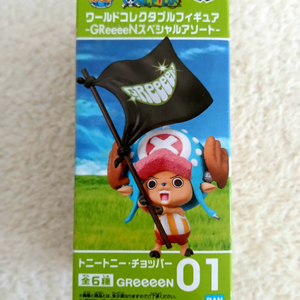 ワールドコレクタブルフィギュア
-GReeeeNスペシャルアソート-
GReeeeN
トニートニー・チョッパー
全6種
GReeeeN
01
BAN